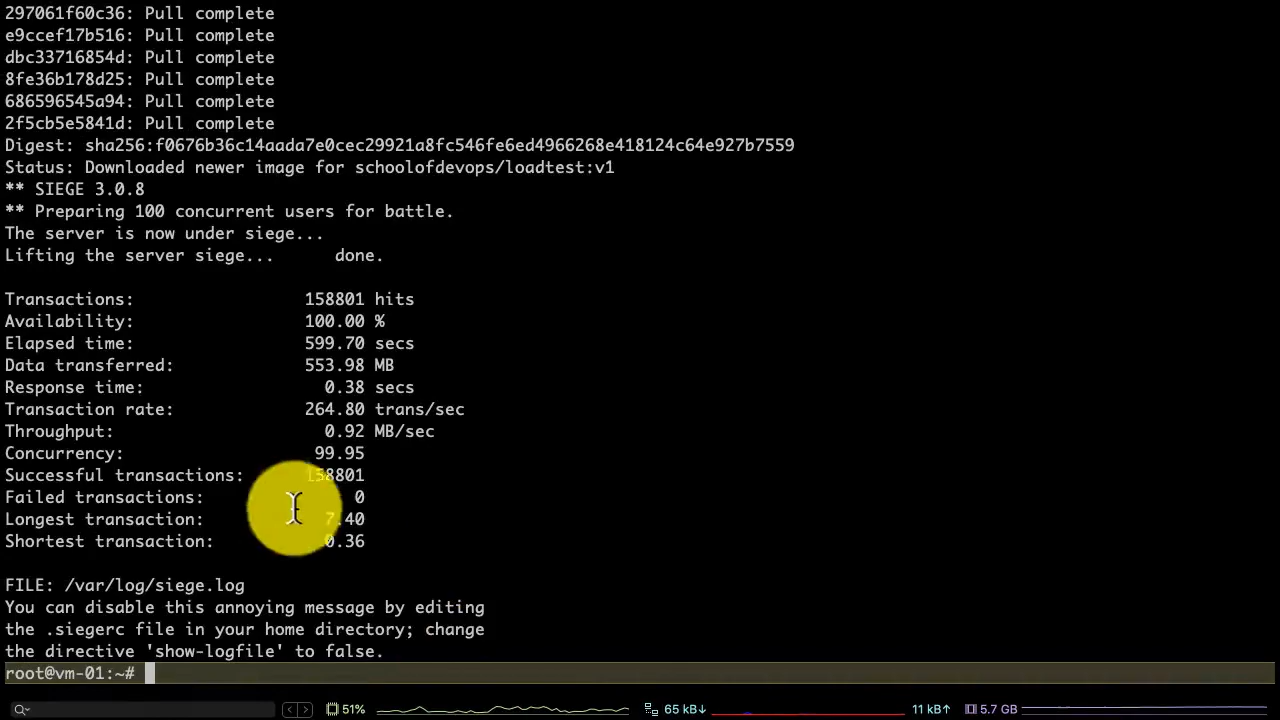 297061f60c36: Pull complete
e9ccef17b516: Pull complete
dbc33716854d: Pull complete
8fe36b178d25: Pull complete
686596545a94: Pull complete
2f5cb5e5841d: Pull complete
Digest: sha256:f0676b36c14aada7e0cec29921a8fc546fe6ed4966268e418124c64e927b7559
Status: Downloaded newer image for schoolofdevops/loadtest:v1
** SIEGE 3.0.8
** Preparing 100 concurrent users for battle.
The server is now under siege...
Lifting the server siege... done.
Transactions: 158801 hits
Availability: 100.00 %
Elapsed time: 599.70 secs
Data transferred: 553.98 MB
Response time: 0.38 secs
Transaction rate: 264.80 trans/sec
Throughput: 0.92 MB/sec
Concurrency: 99.95
Successful transactions: 158801
Failed transactions: 0
Longest transaction: 7.40
Shortest transaction: 0.36
FILE: /var/log/siege.log
You can disable this annoying message by editing
the .siegerc file in your home directory; change
the directive 'show-logfile' to false.
root@vm-01:~#
51% 65 kB↓ 11 kB↑ 5.7 GB